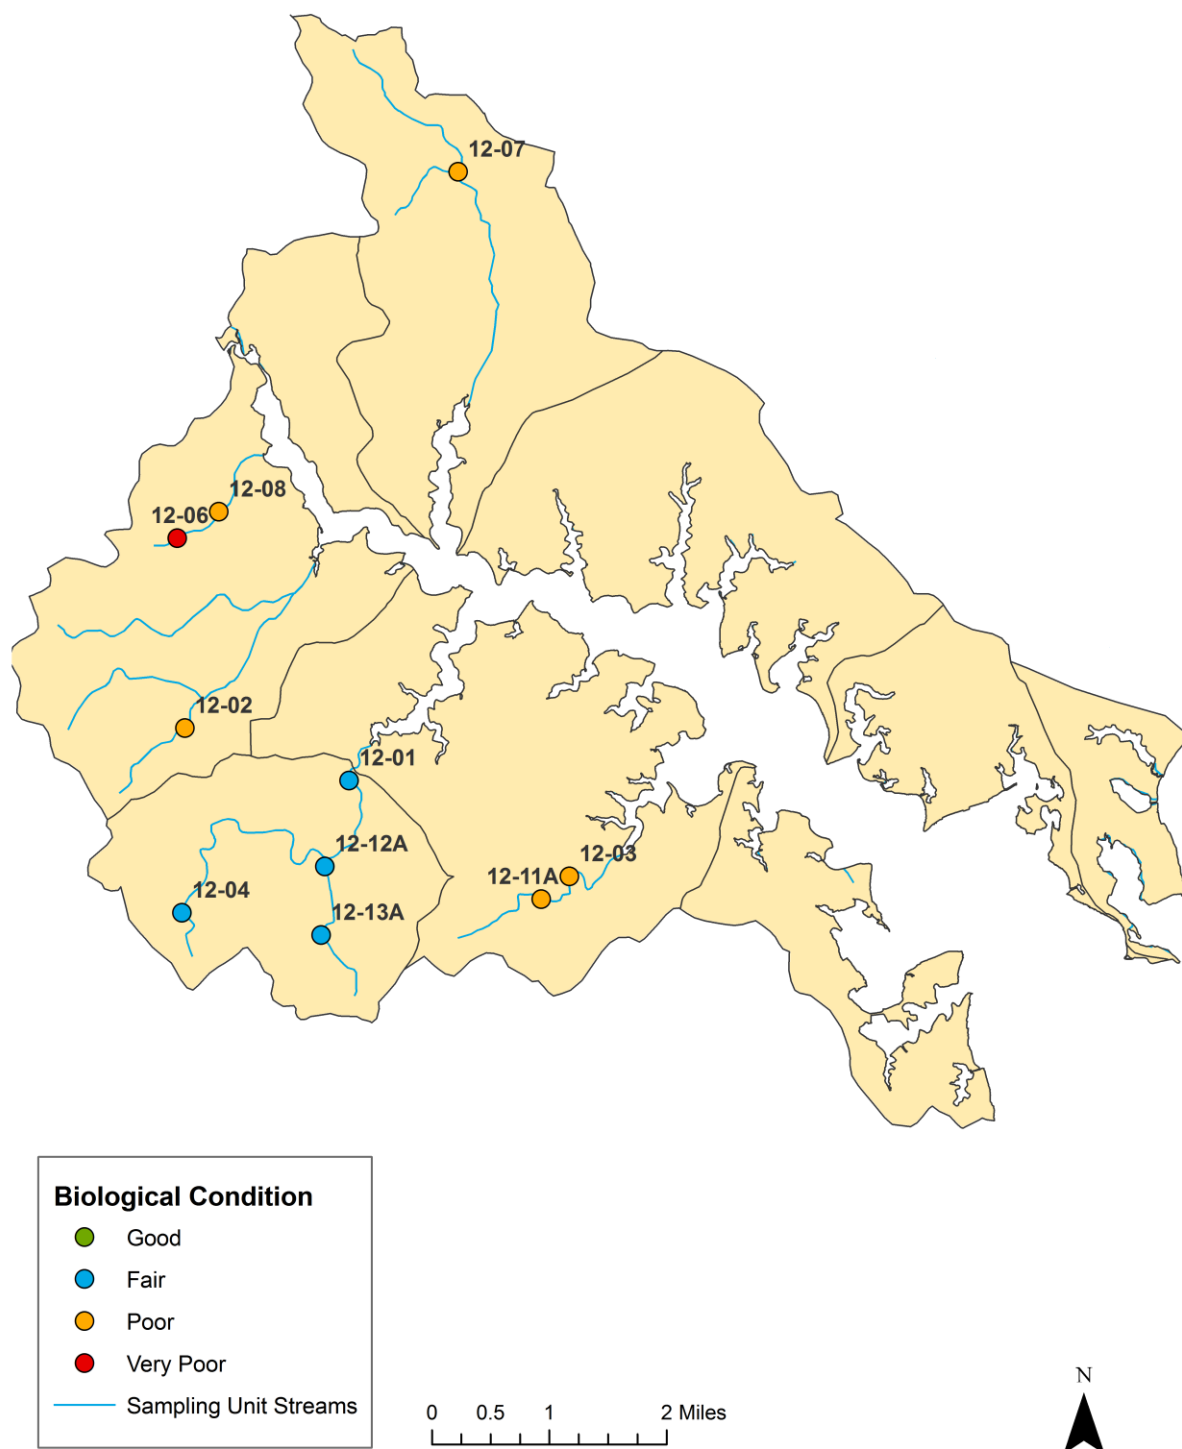 12-07
12-08
12-06
12-02
12-01
12-12A
12-03
12-11A
12-04
12-13A
Biological Condition
Good
Fair
Poor
Very Poor
Sampling Unit Streams
0 0.5 1 2 Miles
N